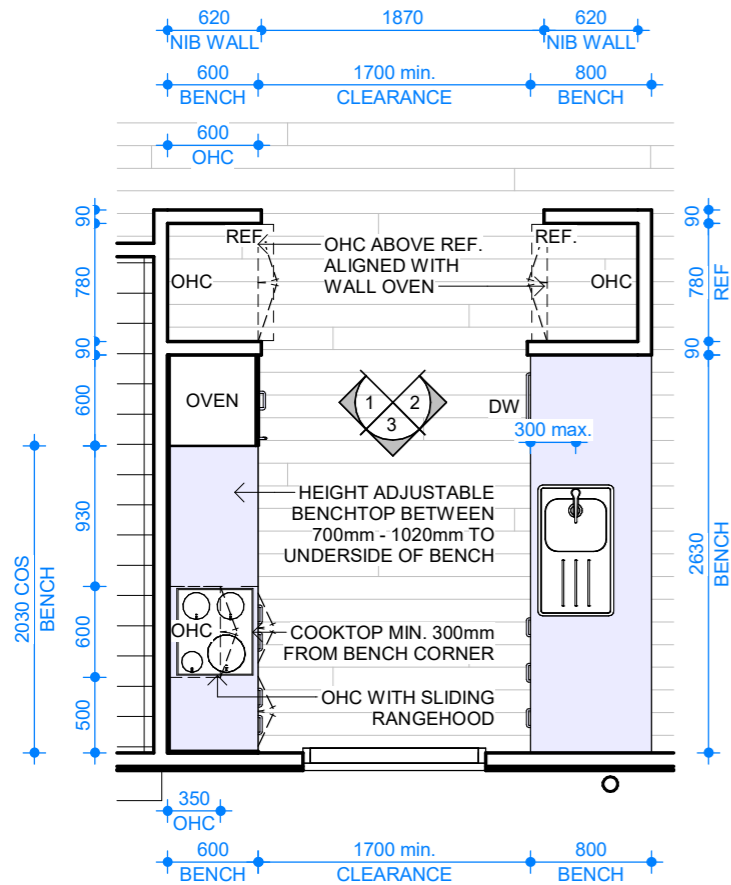 620 1870 620
NIB WALL NIB WALL
600 1700 min. 800
BENCH CLEARANCE BENCH
600
OHC
90
780
90
600
930
600
500
2030 COS
BENCH
REF.
OHC
OHC ABOVE REF.
ALIGNED WITH
WALL OVEN
REF.
OHC
90
780
REF
90
2630
BENCH
OVEN
1 2
3
DW
300 max.
HEIGHT ADJUSTABLE
BENCHTOP BETWEEN
700mm - 1020mm TO
UNDERSIDE OF BENCH
OHC
COOKTOP MIN. 300mm
FROM BENCH CORNER
OHC WITH SLIDING
RANGEHOOD
350
OHC
600 1700 min. 800
BENCH CLEARANCE BENCH